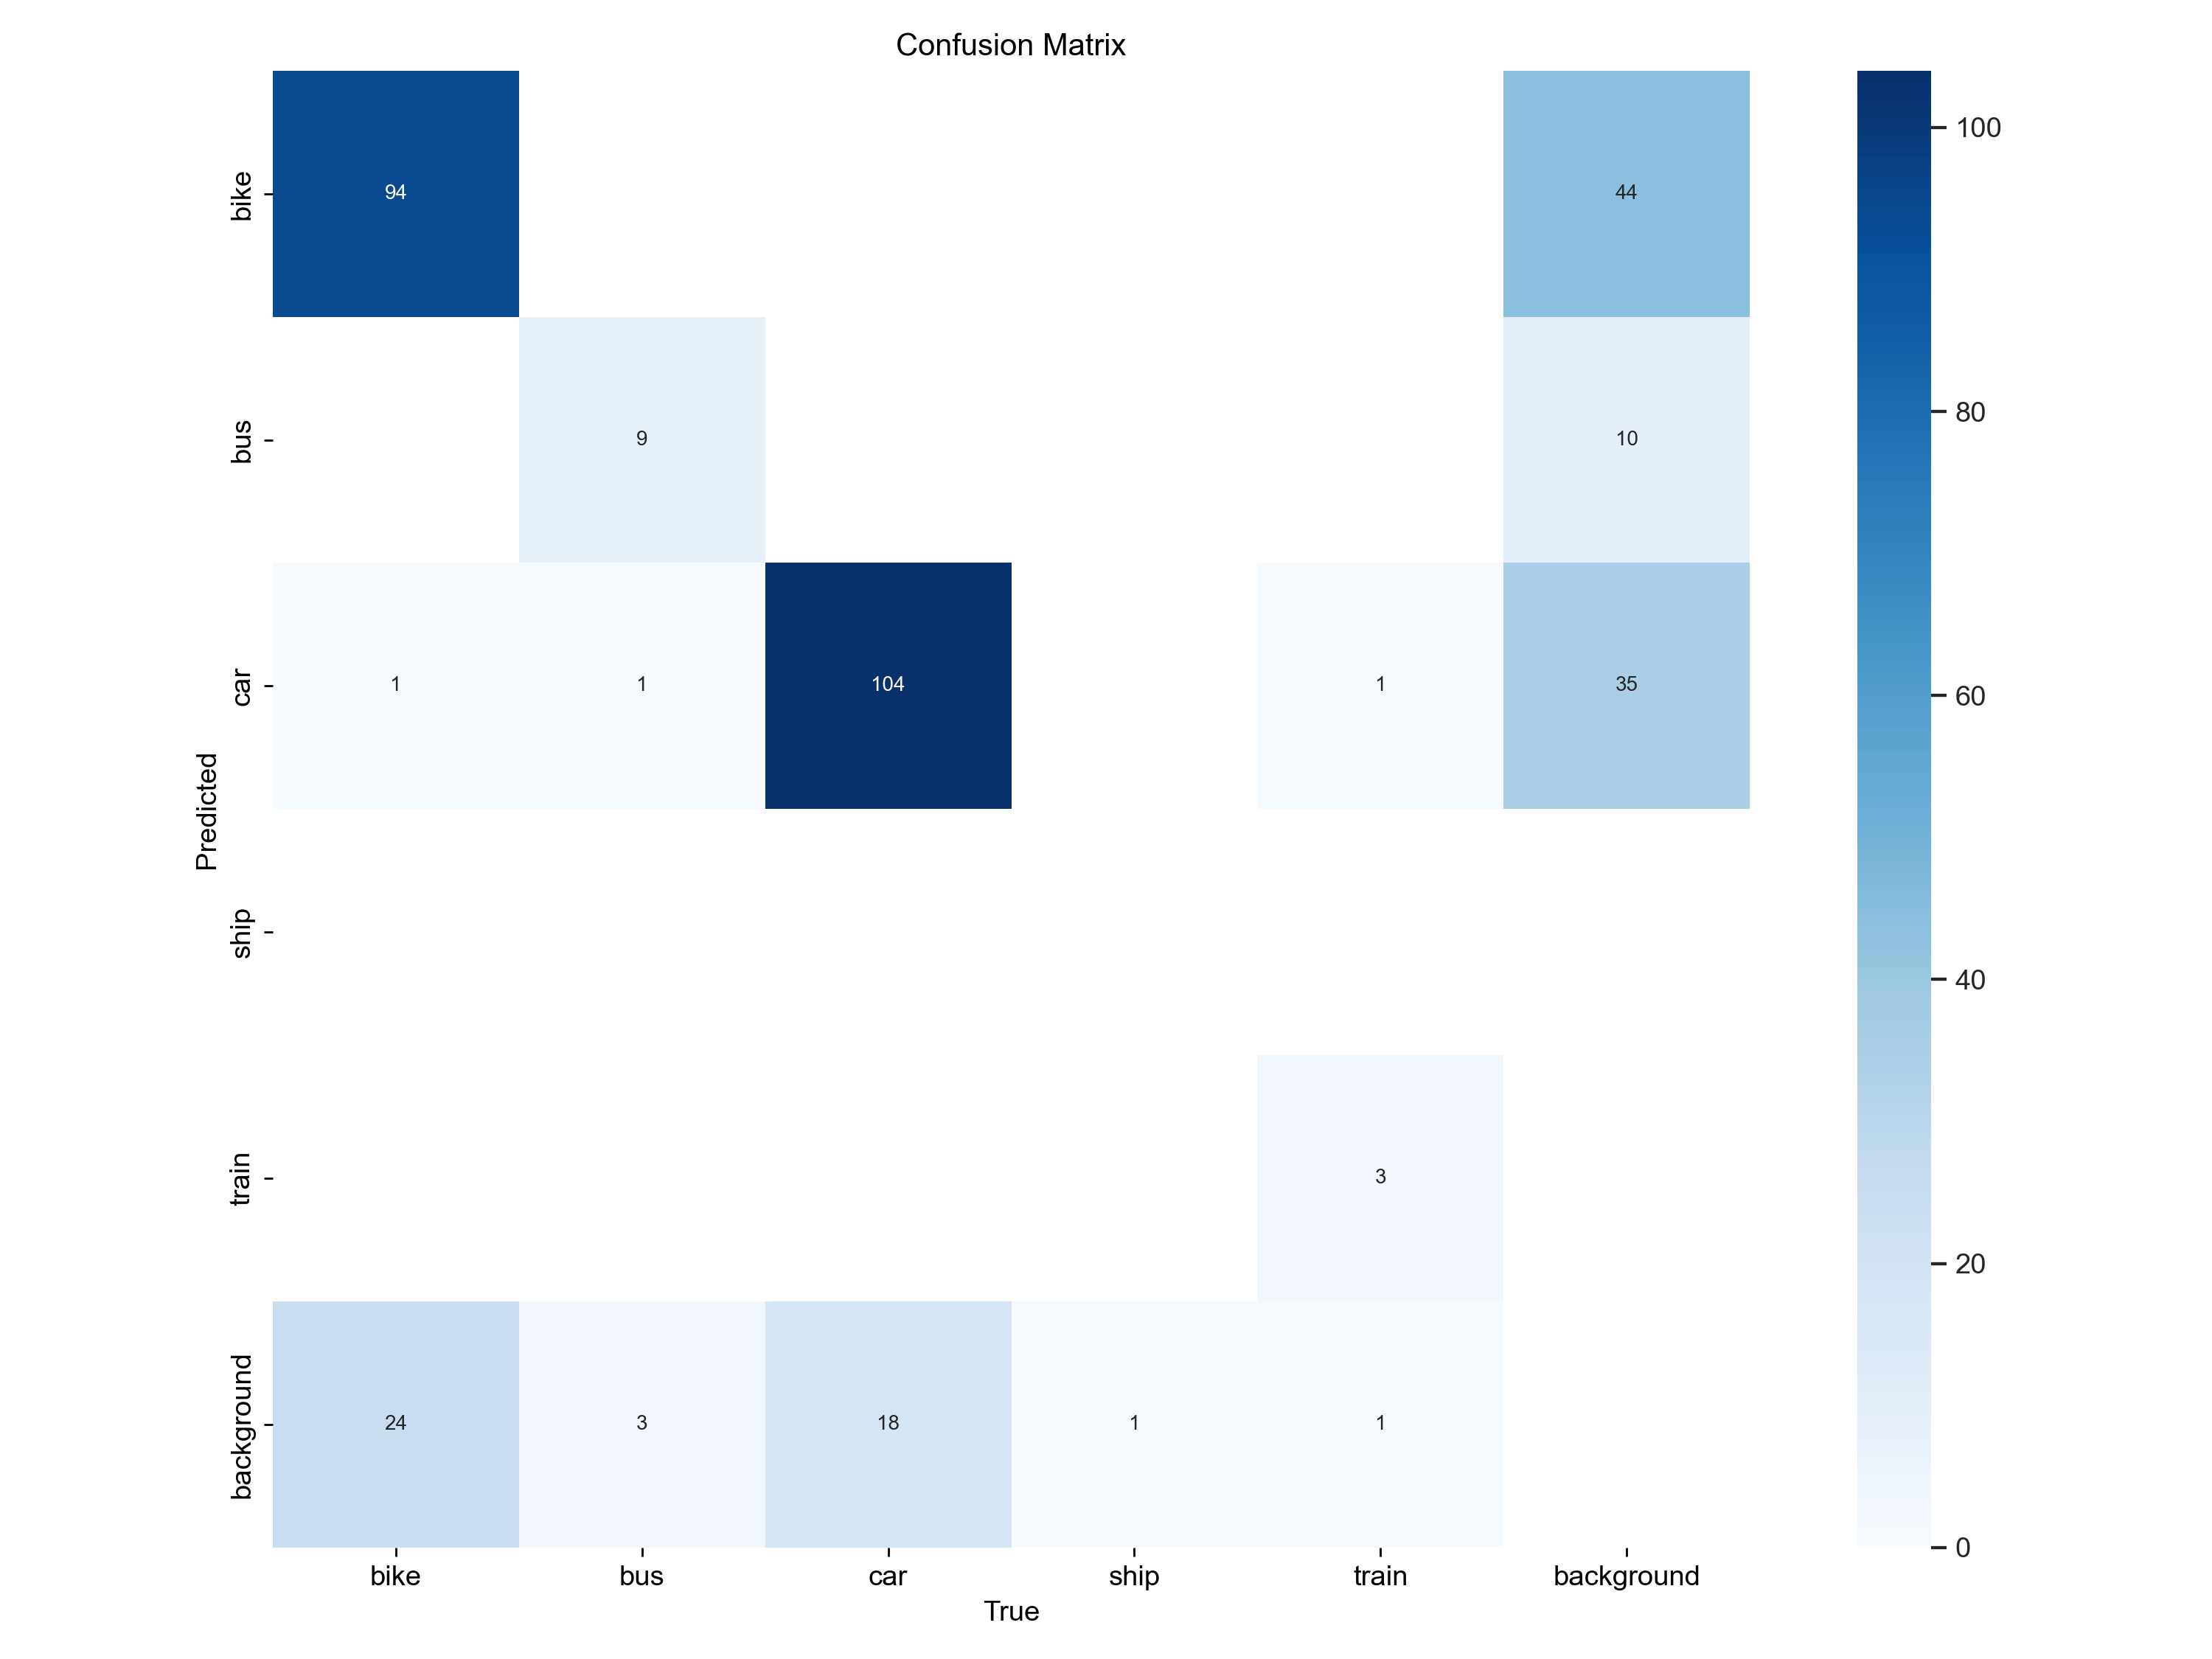 Confusion Matrix
bike 94 44
bus 9 10
car 1 1 104 1 35
ship
train 3
background 24 3 18 1 1
bike bus car ship train background
Predicted
True
100
80
60
40
20
0